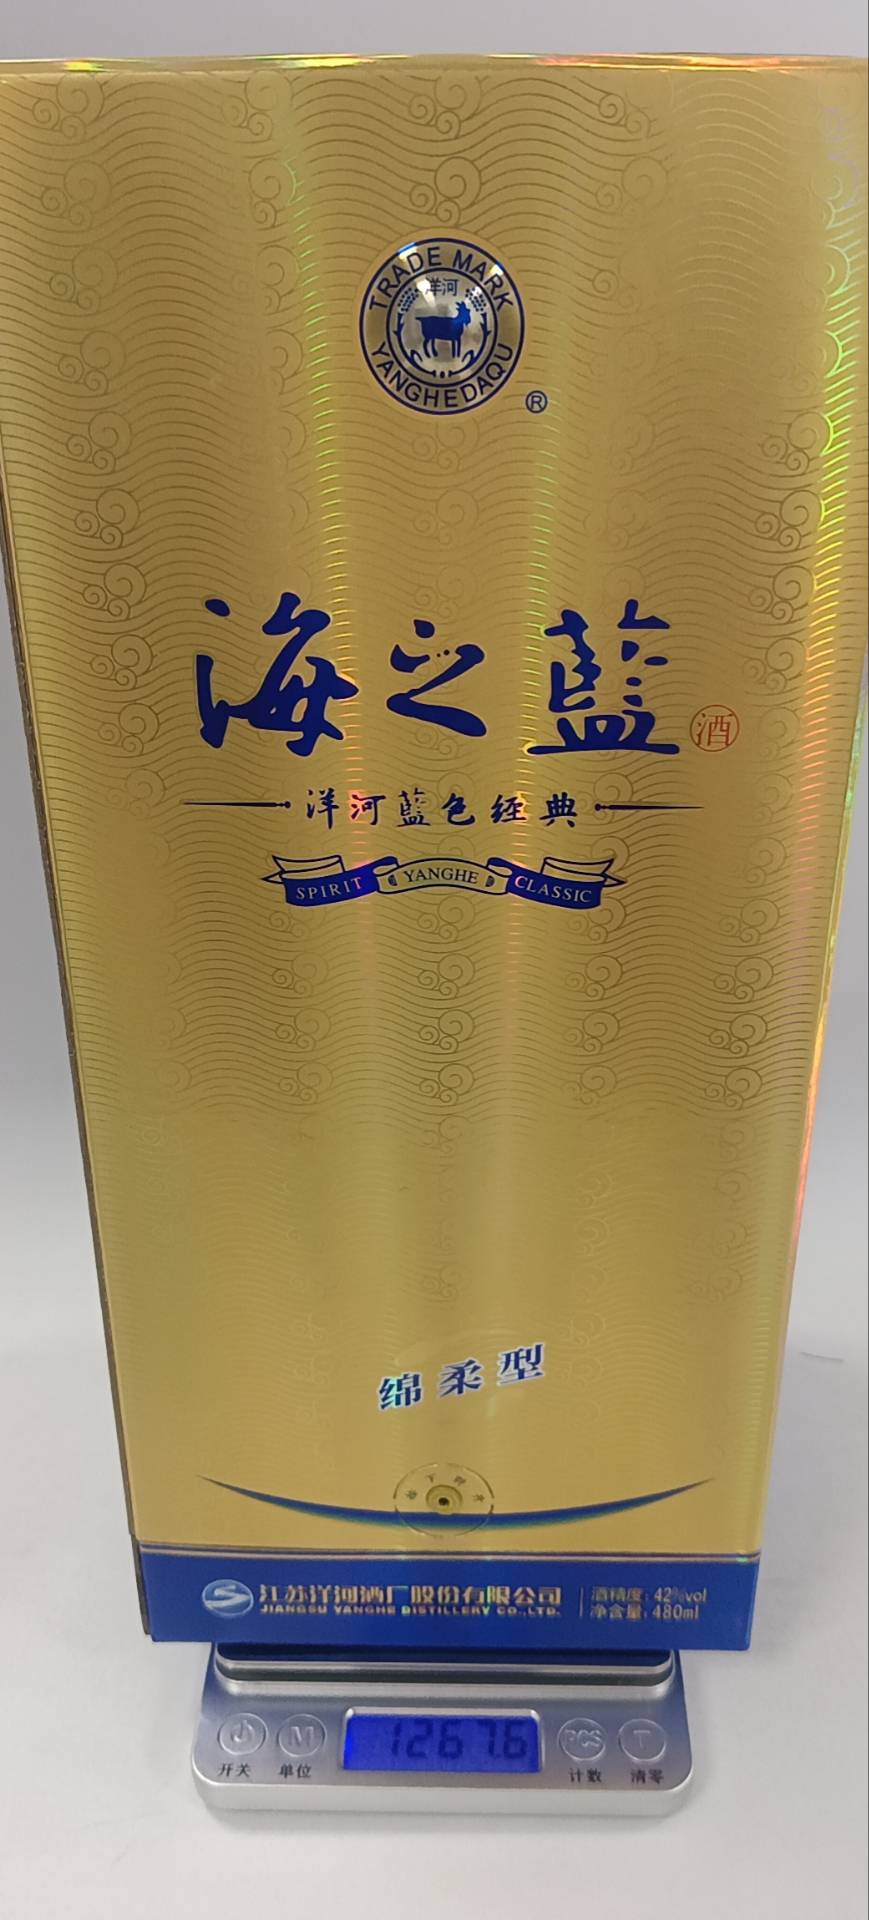 TRADE MARK
洋河
YANGHEDAQU
®
海之藍
酒
洋河藍色经典
SPIRIT YANGHE CLASSIC
绵柔型
江苏洋河酒厂股份有限公司
JIANGSU YANGHE DISTILLERY CO.,LTD.
酒精度: 42%vol
净含量: 480ml
1267.6
M
PCS
T
开关
单位
计数
清零